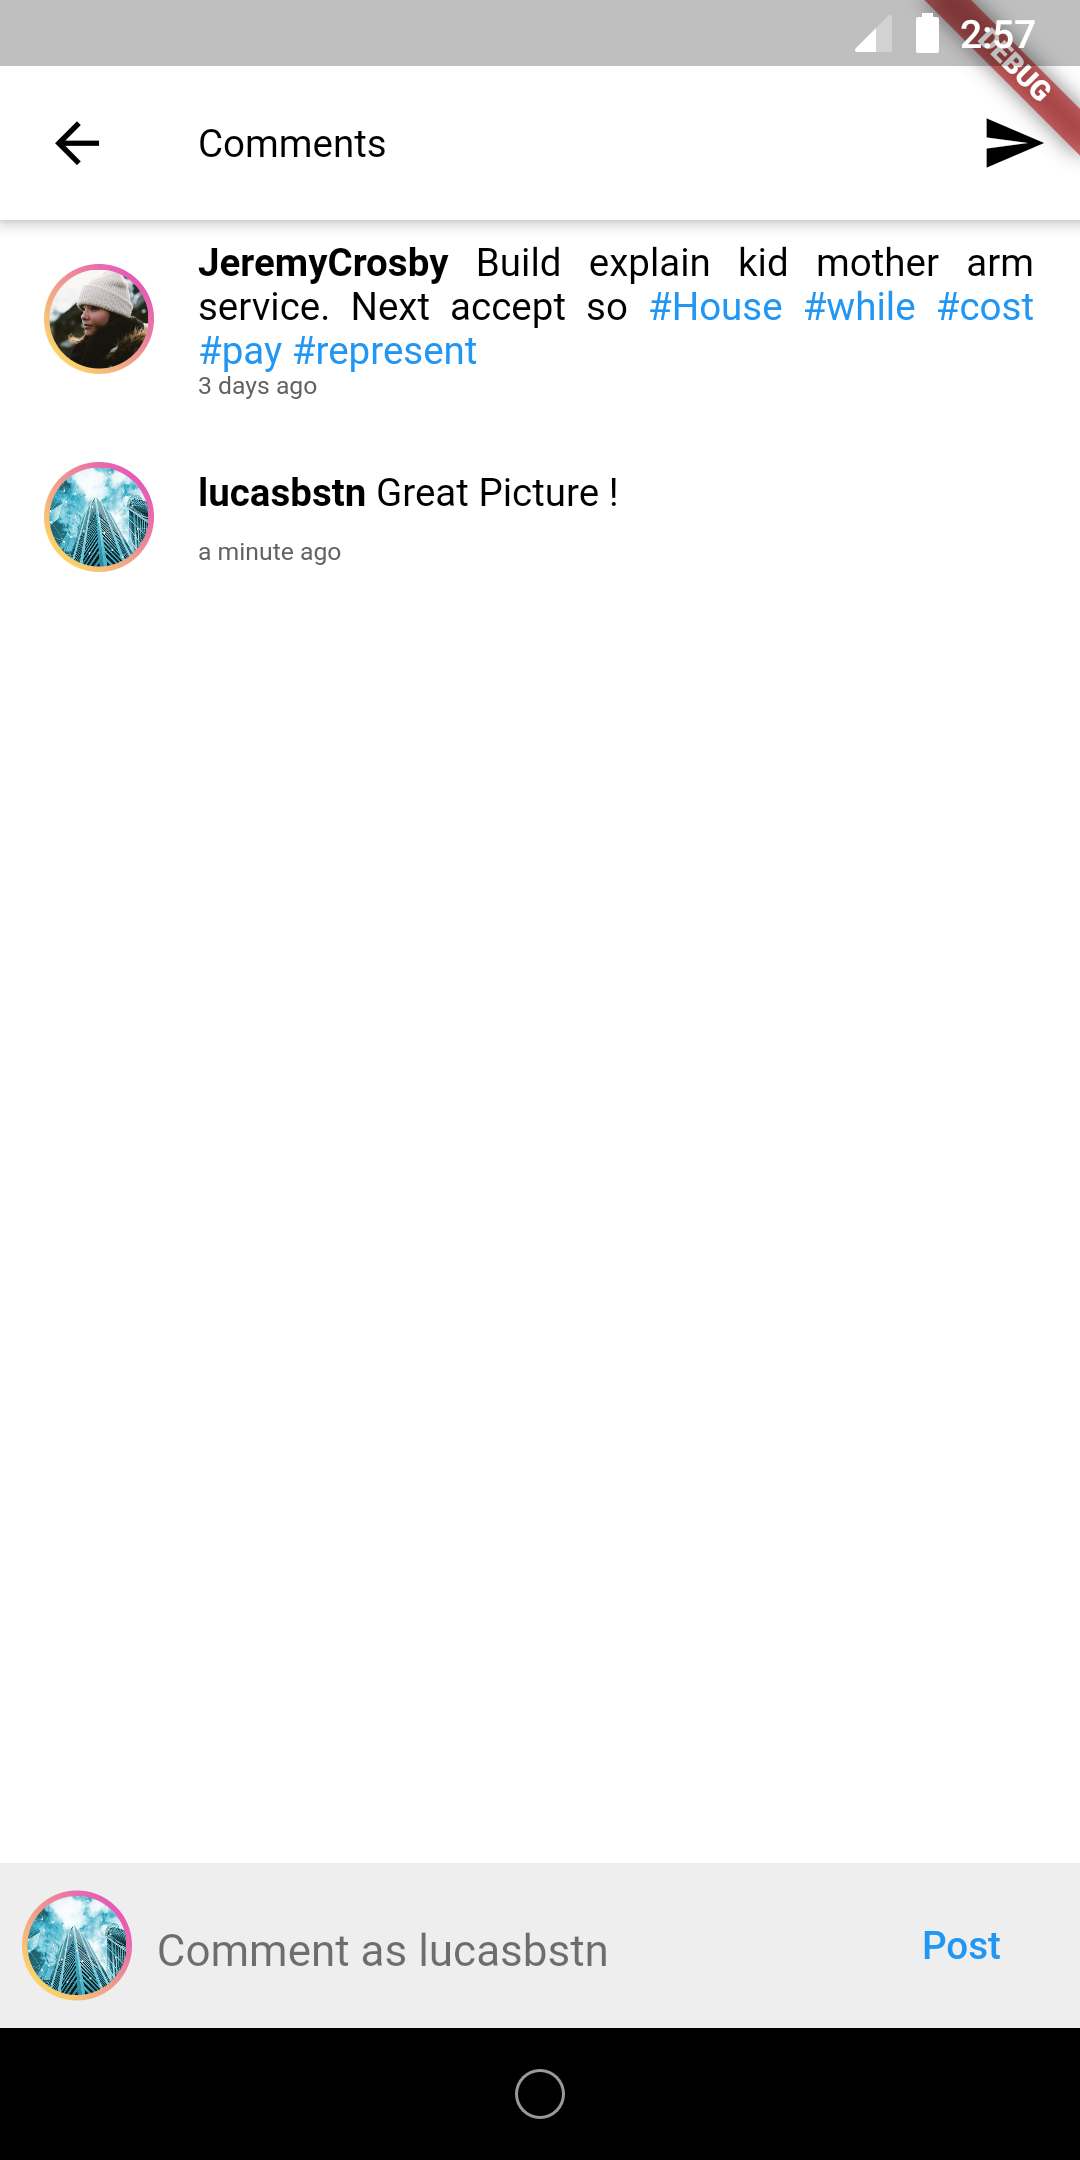 2:57
DEBUG
Comments
JeremyCrosby Build explain kid mother arm
service. Next accept so #House #while #cost
#pay #represent
3 days ago
lucasbstn Great Picture !
a minute ago
Comment as lucasbstn
Post